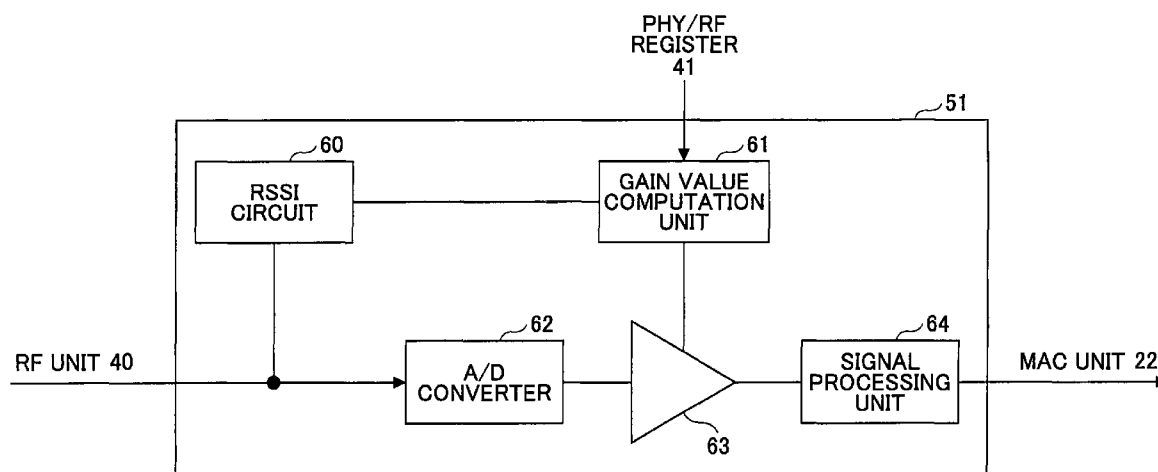 PHY/RF
REGISTER
41
51
60
RSSI
CIRCUIT
61
GAIN VALUE
COMPUTATION
UNIT
RF UNIT 40
62
A/D
CONVERTER
63
64
SIGNAL
PROCESSING
UNIT
MAC UNIT 22